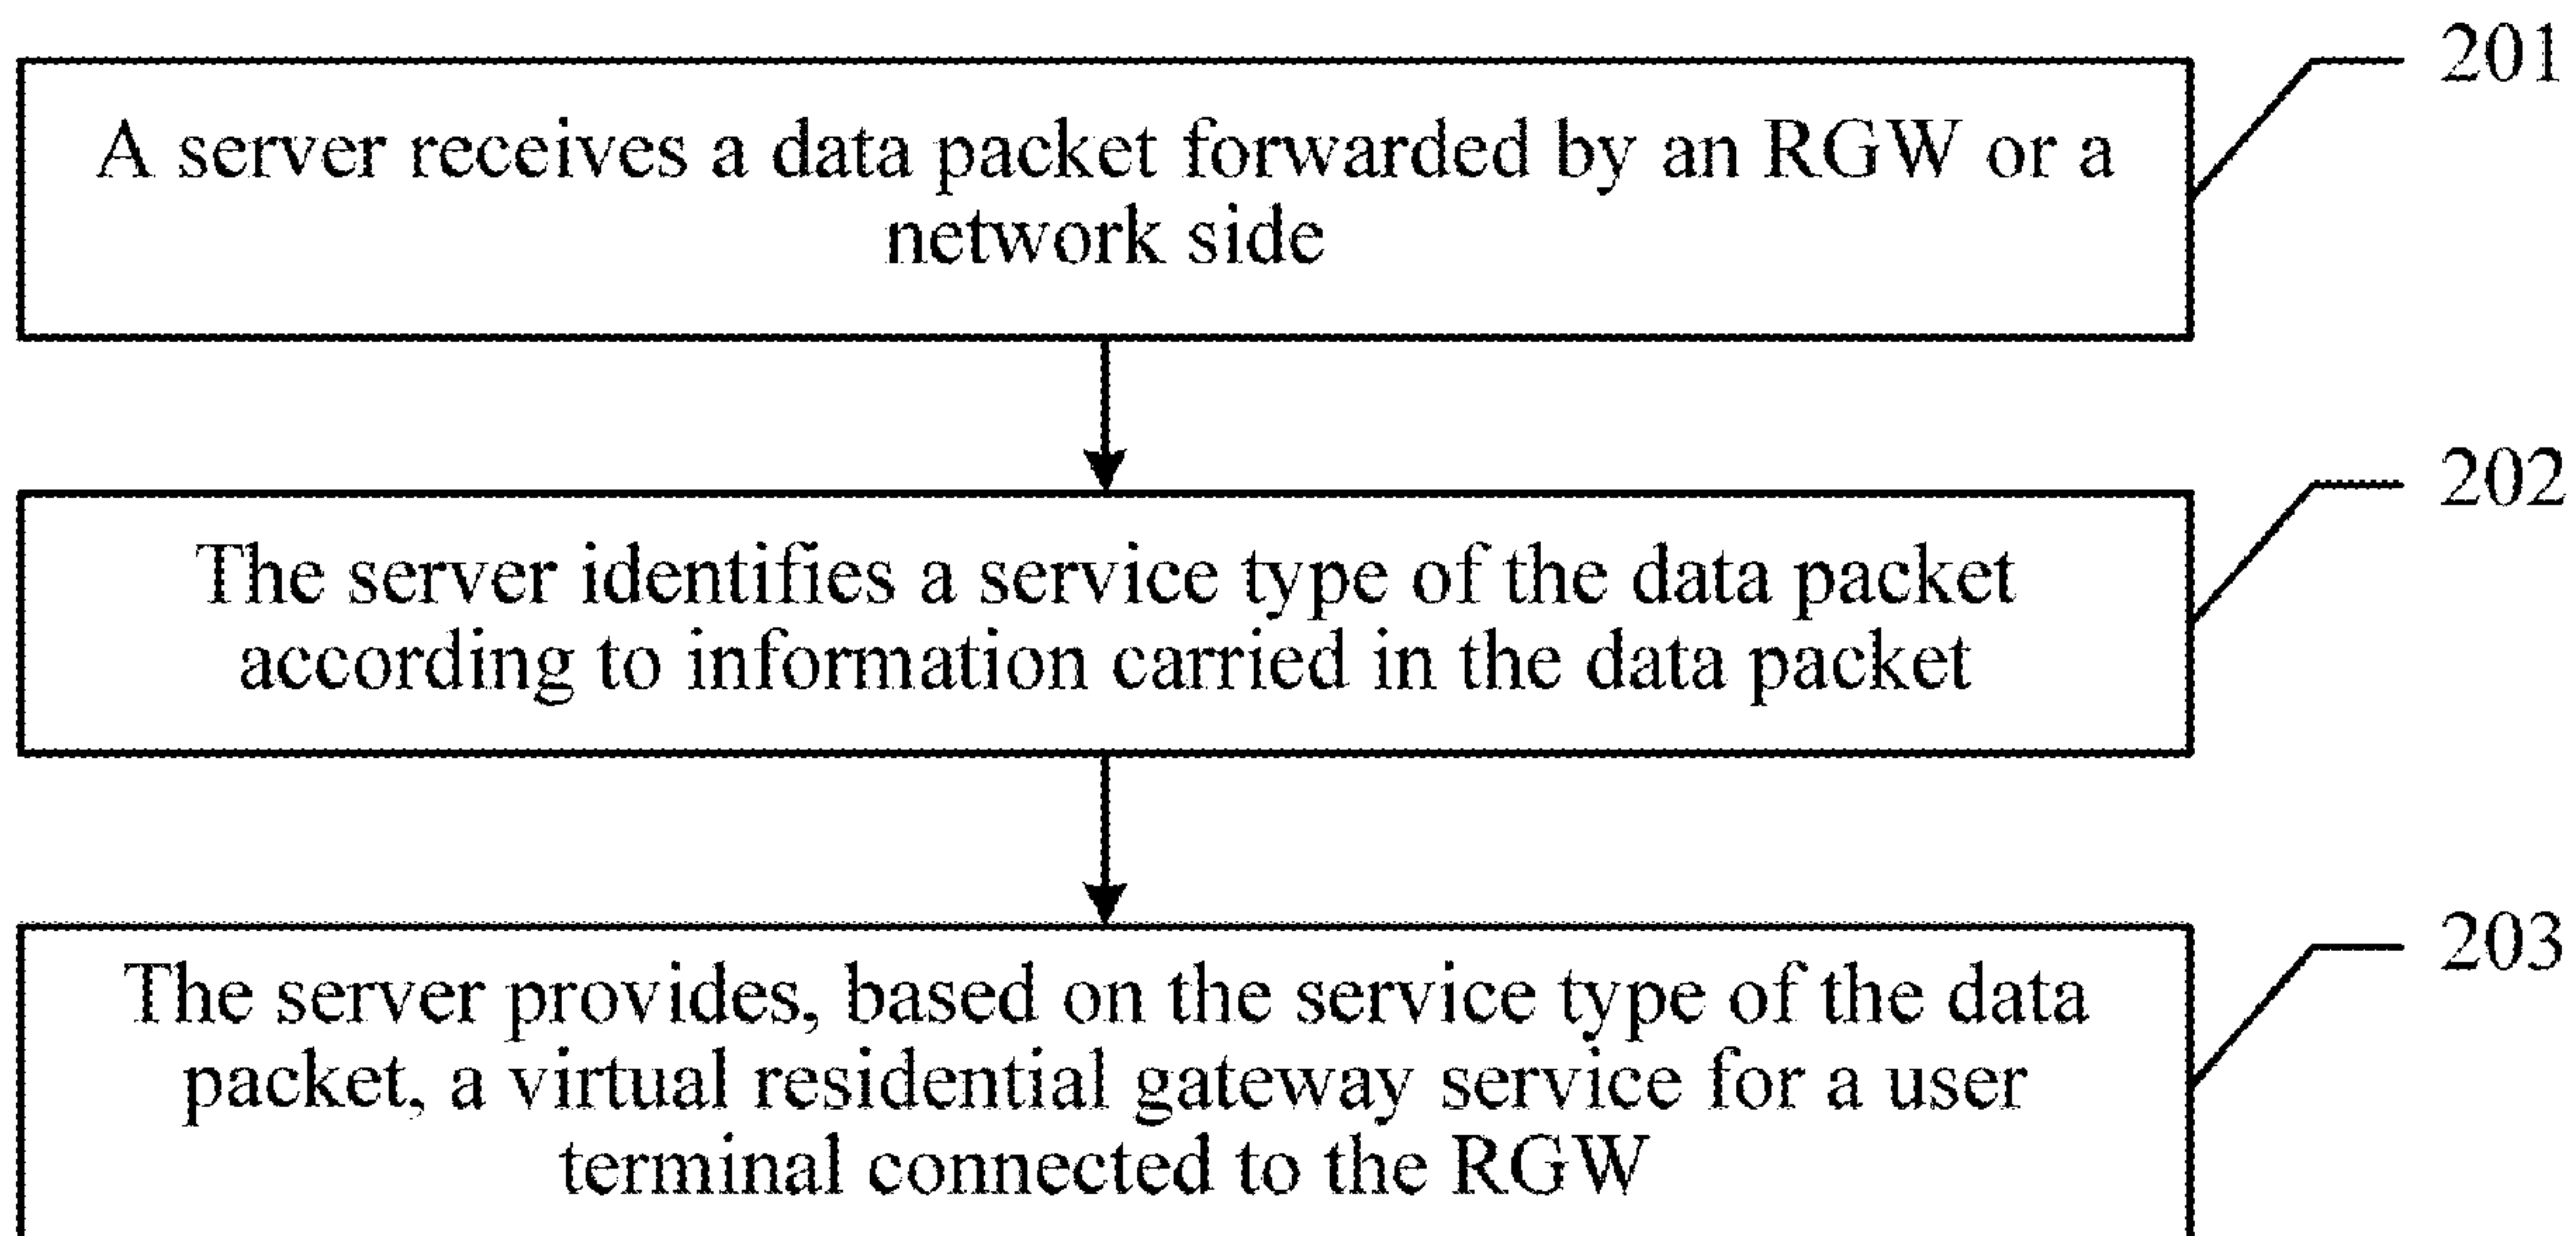 201
A server receives a data packet forwarded by an RGW or a
network side
202
The server identifies a service type of the data packet
according to information carried in the data packet
203
The server provides, based on the service type of the data
packet, a virtual residential gateway service for a user
terminal connected to the RGW